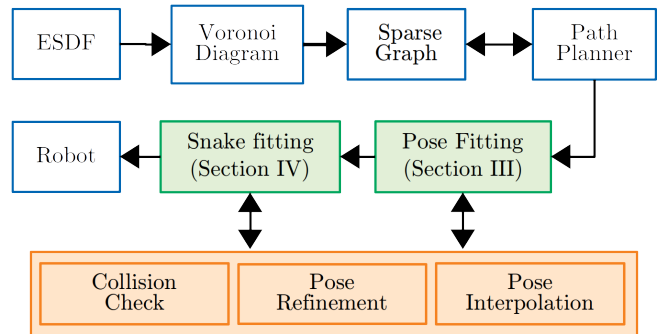 ESDF
Voronoi
Diagram
Sparse
Graph
Path
Planner
Robot
Snake fitting
(Section IV)
Pose Fitting
(Section III)
Collision
Check
Pose
Refinement
Pose
Interpolation